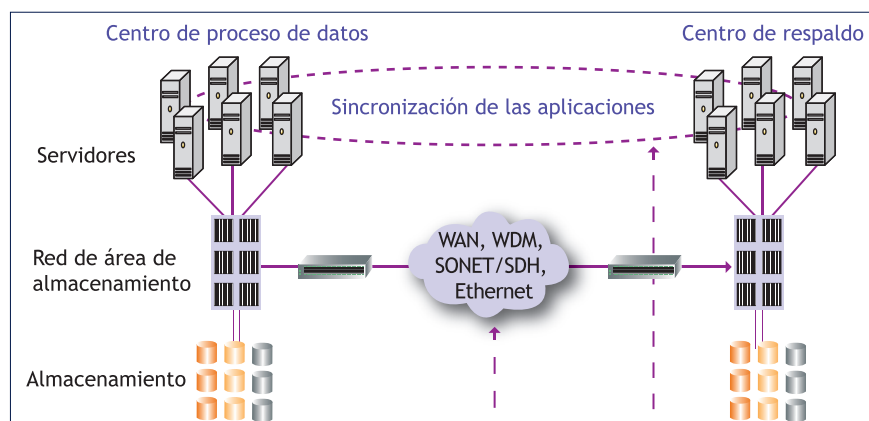 Centro de proceso de datos
Centro de respaldo
Sincronización de las aplicaciones
Servidores
WAN, WDM,
SONET/SDH,
Ethernet
Red de área de
almacenamiento
Almacenamiento